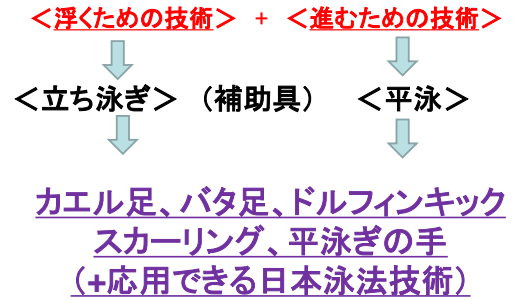 ＜浮くための技術＞ + ＜進むための技術＞
＜立ち泳ぎ＞ （補助具） ＜平泳＞
カエル足、バタ足、ドルフィンキック
スカーリング、平泳ぎの手
（+応用できる日本泳法技術）